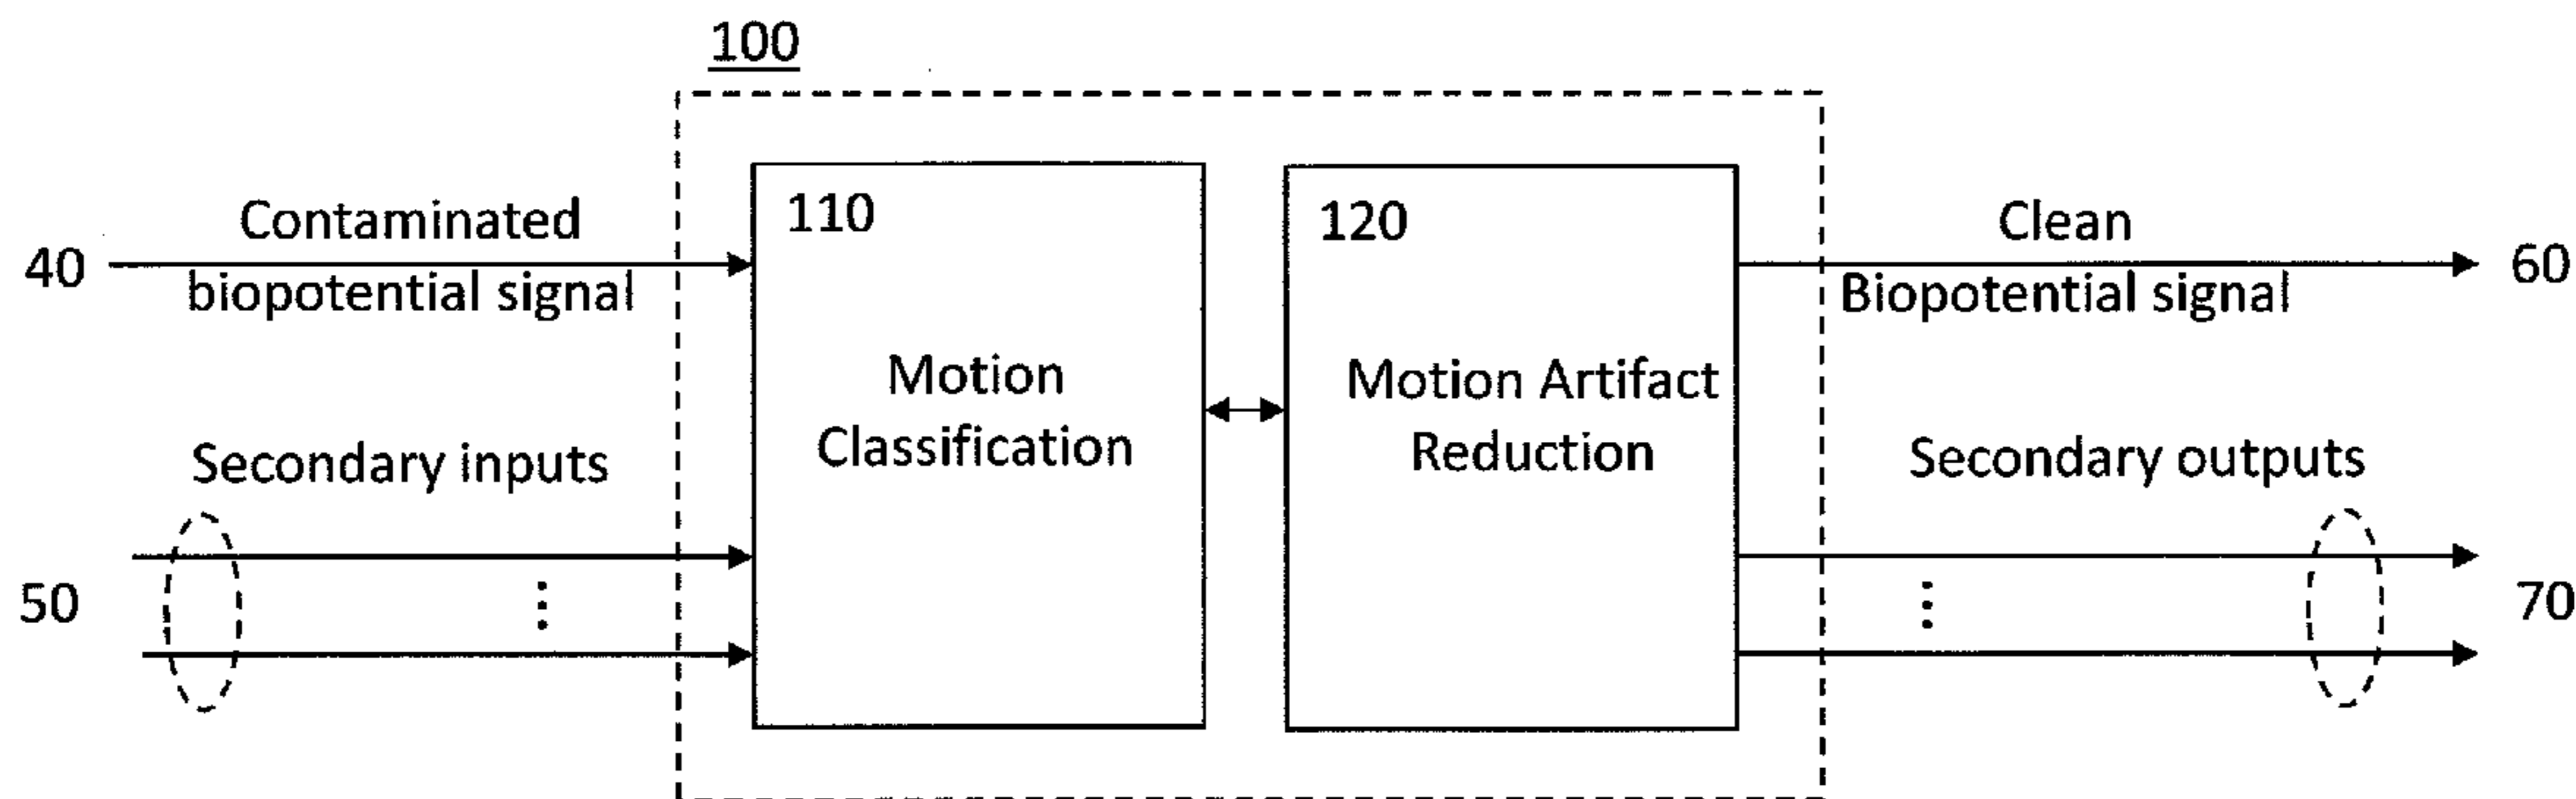 100
40
Contaminated
biopotential signal
110
Motion
Classification
120
Motion Artifact
Reduction
Clean
Biopotential signal
60
Secondary inputs
50
Secondary outputs
70